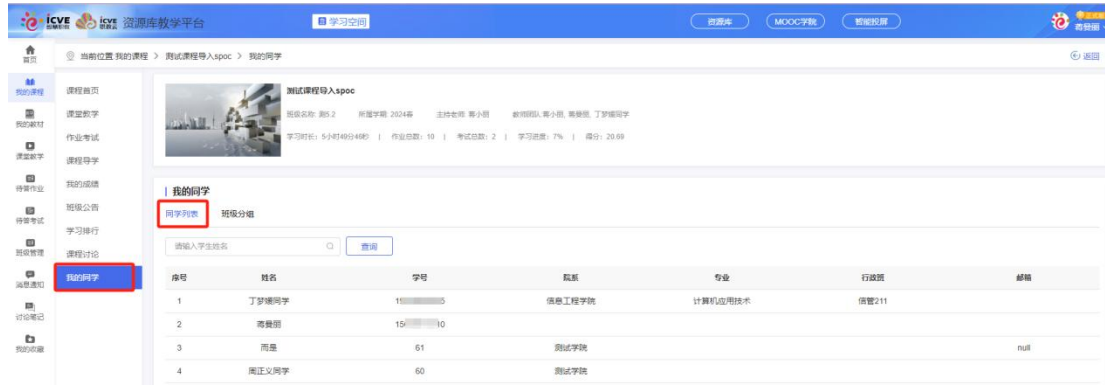 icve 智慧职教 icve 职教云 资源库教学平台 学习空间 资源库 MOOC学院 智能投屏
首页 当前位置:我的课程 > 测试课程导入spoc > 我的同学 返回
我的课程
我的教材
课堂教学
待答作业
待答考试
班级管理
消息通知
讨论笔记
我的收藏
课程首页
课堂教学
作业考试
课程导学
我的成绩
班级公告
学习排行
课程讨论
我的同学
测试课程导入spoc
班级名称: 测5.2 所属学期: 2024春 主持老师: 蒋小丽 教师团队: 蒋小丽, 蒋曼丽, 丁梦媛同学
学习时长: 5小时49分46秒 | 作业总数: 10 | 考试总数: 2 | 学习进度: 7% | 得分: 20.69
我的同学
同学列表 班级分组
请输入学生姓名 查询
序号 姓名 学号 院系 专业 行政班 邮箱
1 丁梦媛同学 信息工程学院 计算机应用技术 信管211
2 蒋曼丽
3 而是 61 测试学院 null
4 周正义同学 60 测试学院